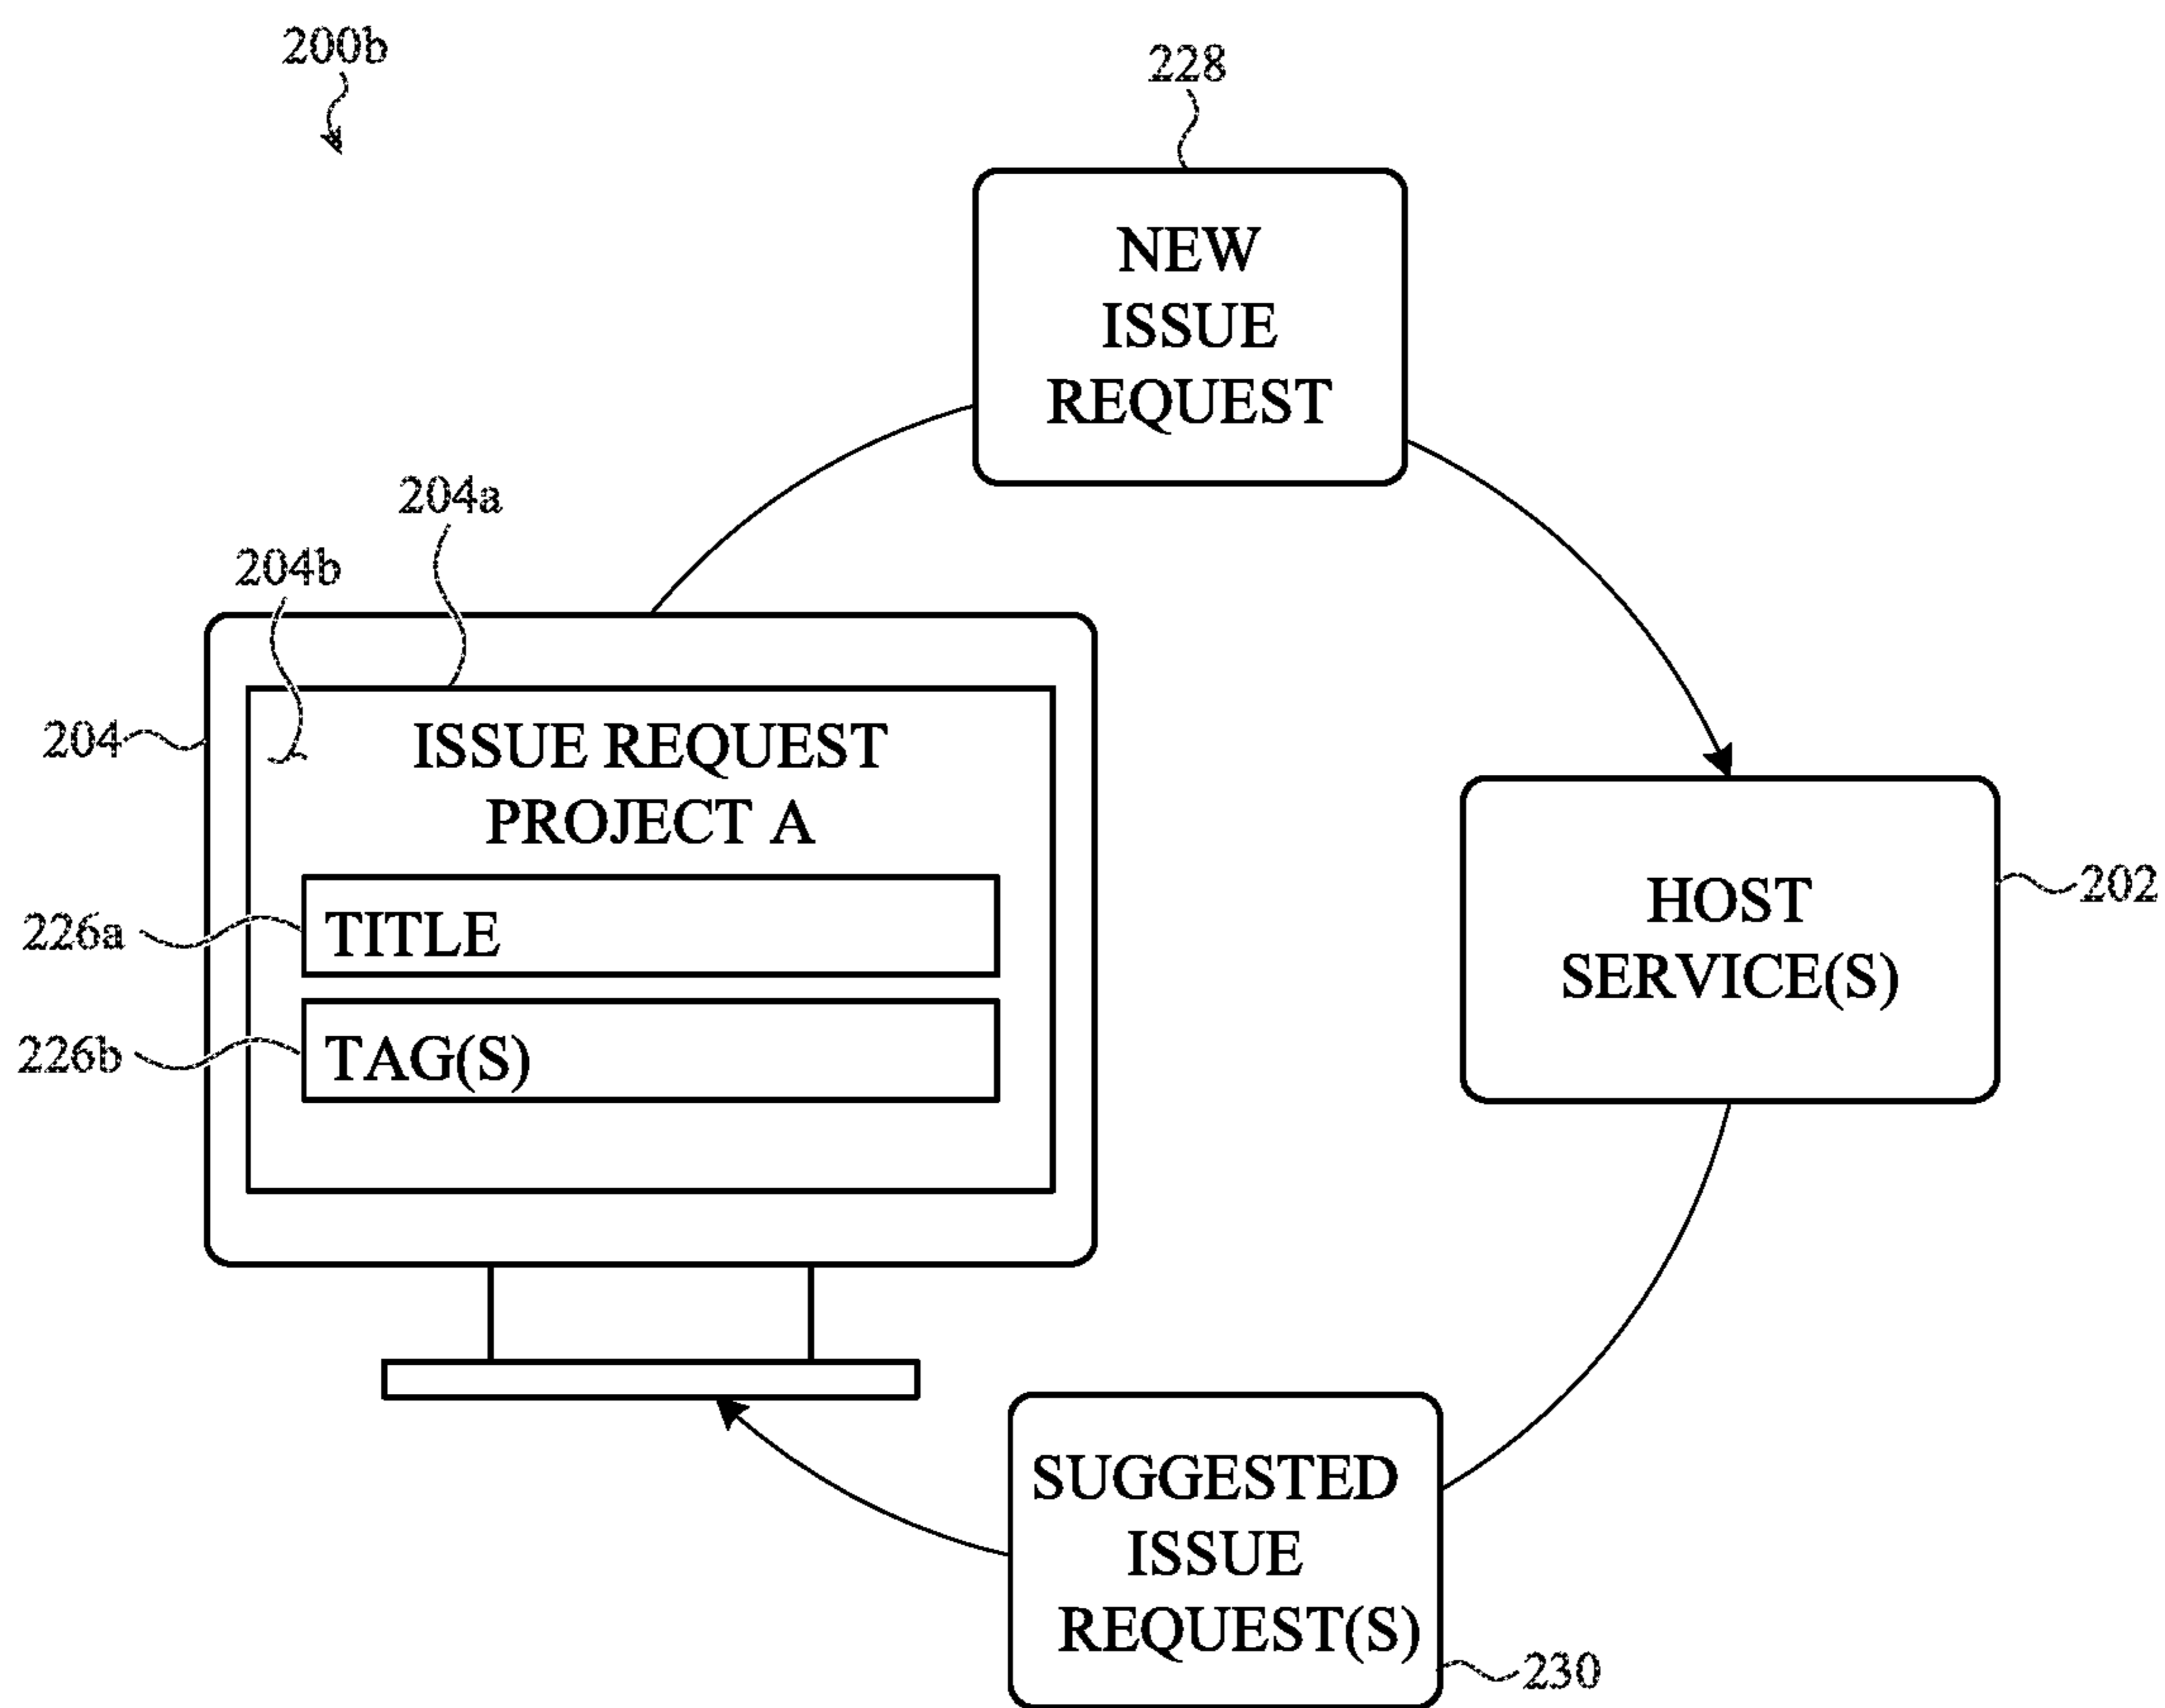 200b
228
NEW
ISSUE
REQUEST
204a
204b
204
ISSUE REQUEST
PROJECT A
226a
TITLE
226b
TAG(S)
HOST
SERVICE(S)
202
SUGGESTED
ISSUE
REQUEST(S)
230